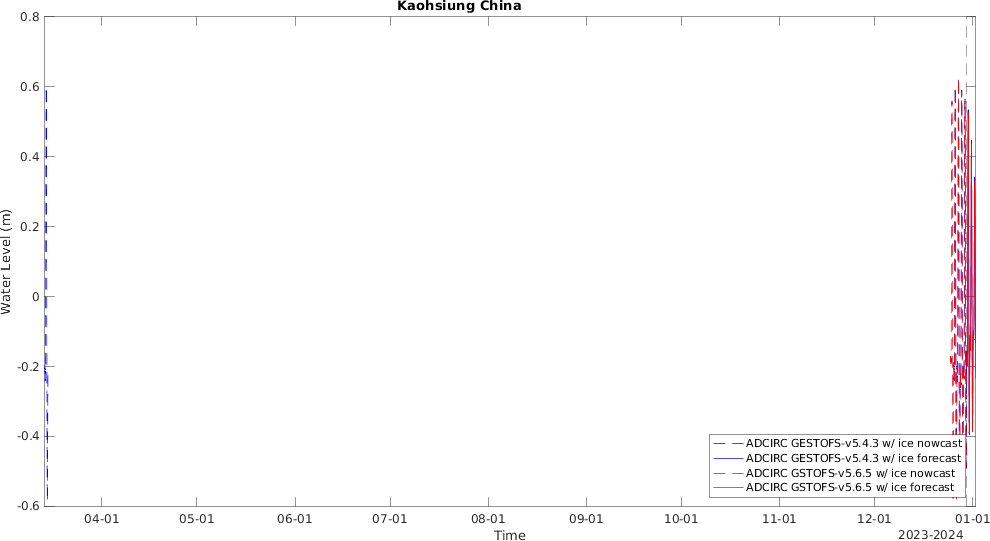 Kaohsiung China
Water Level (m)
0.8
0.6
0.4
0.2
0
-0.2
-0.4
-0.6
ADCIRC GESTOFS-v5.4.3 w/ ice nowcast
ADCIRC GESTOFS-v5.4.3 w/ ice forecast
ADCIRC GSTOFS-v5.6.5 w/ ice nowcast
ADCIRC GSTOFS-v5.6.5 w/ ice forecast
04-01 05-01 06-01 07-01 08-01 09-01 10-01 11-01 12-01 01-01
Time
2023-2024